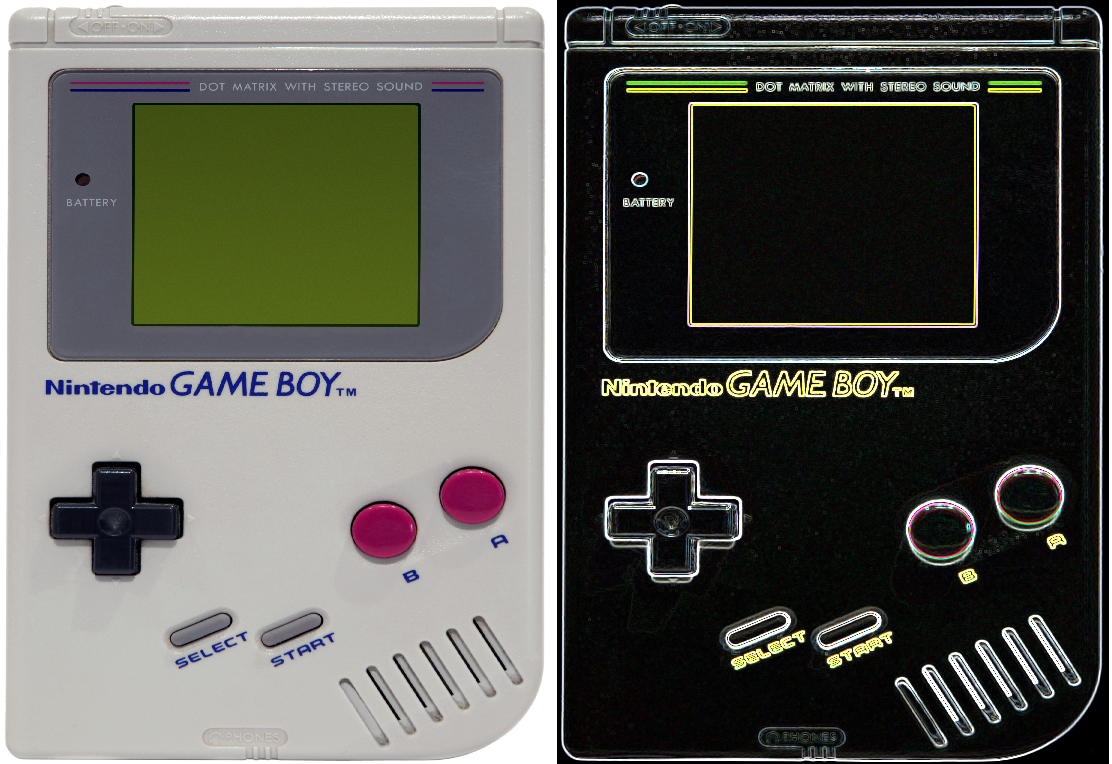 ◁OFF•ON▷
DOT MATRIX WITH STEREO SOUND
BATTERY
Nintendo GAME BOY™
A
B
SELECT
START
PHONES
◁OFF•ON▷
DOT MATRIX WITH STEREO SOUND
BATTERY
Nintendo GAME BOY™
A
B
SELECT
START
PHONES